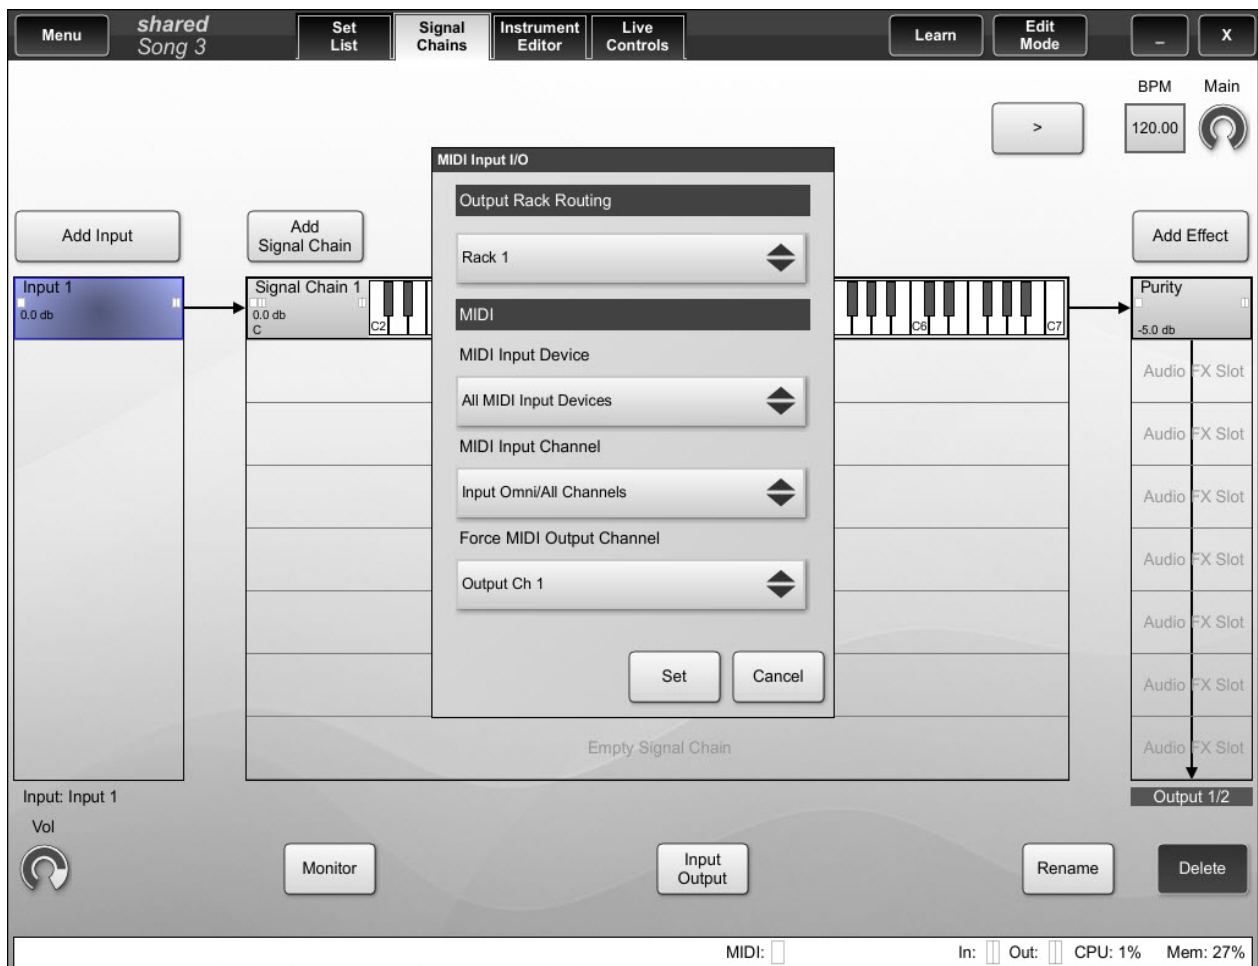 Menu
shared
Song 3
Set
List
Signal
Chains
Instrument
Editor
Live
Controls
Learn
Edit
Mode
_
X
BPM
Main
>
120.00
MIDI Input I/O
Output Rack Routing
Rack 1
MIDI
MIDI Input Device
All MIDI Input Devices
MIDI Input Channel
Input Omni/All Channels
Force MIDI Output Channel
Output Ch 1
Set
Cancel
Add Input
Add
Signal Chain
Add Effect
Input 1
0.0 db
Signal Chain 1
0.0 db
C
C2
C6
C7
Purity
-5.0 db
Audio FX Slot
Audio FX Slot
Audio FX Slot
Audio FX Slot
Audio FX Slot
Audio FX Slot
Empty Signal Chain
Audio FX Slot
Input: Input 1
Output 1/2
Vol
Monitor
Input
Output
Rename
Delete
MIDI:
In:
Out:
CPU: 1%
Mem: 27%